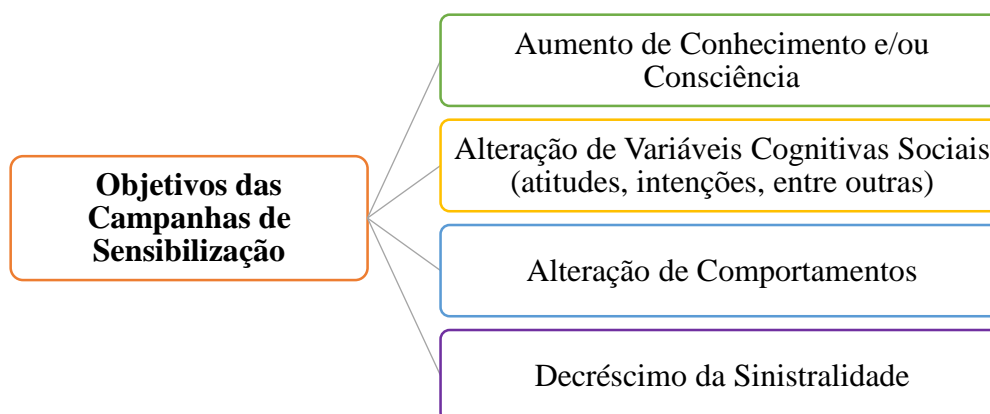 Objetivos das
Campanhas de
Sensibilização
Aumento de Conhecimento e/ou
Consciência
Alteração de Variáveis Cognitivas Sociais
(atitudes, intenções, entre outras)
Alteração de Comportamentos
Decréscimo da Sinistralidade